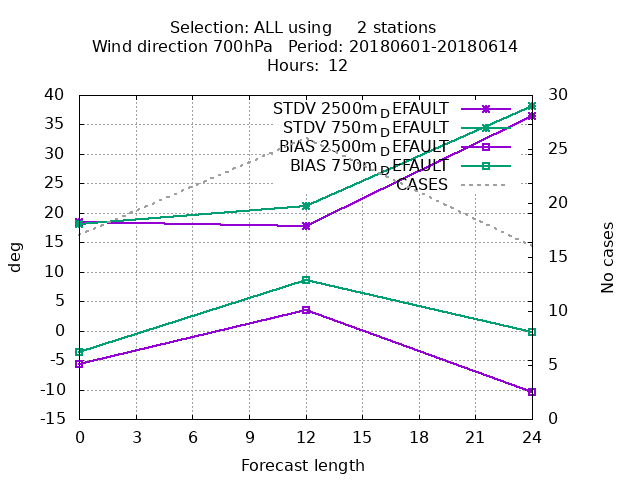 Selection: ALL using     2 stations
Wind direction 700hPa   Period: 20180601-20180614
Hours: 12
40
35
30
25
20
15
10
5
0
-5
-10
-15
deg
STDV 2500m_DEFAULT
STDV 750m_DEFAULT
BIAS 2500m_DEFAULT
BIAS 750m_DEFAULT
CASES
30
25
20
15
10
5
0
No cases
0 3 6 9 12 15 18 21 24
Forecast length